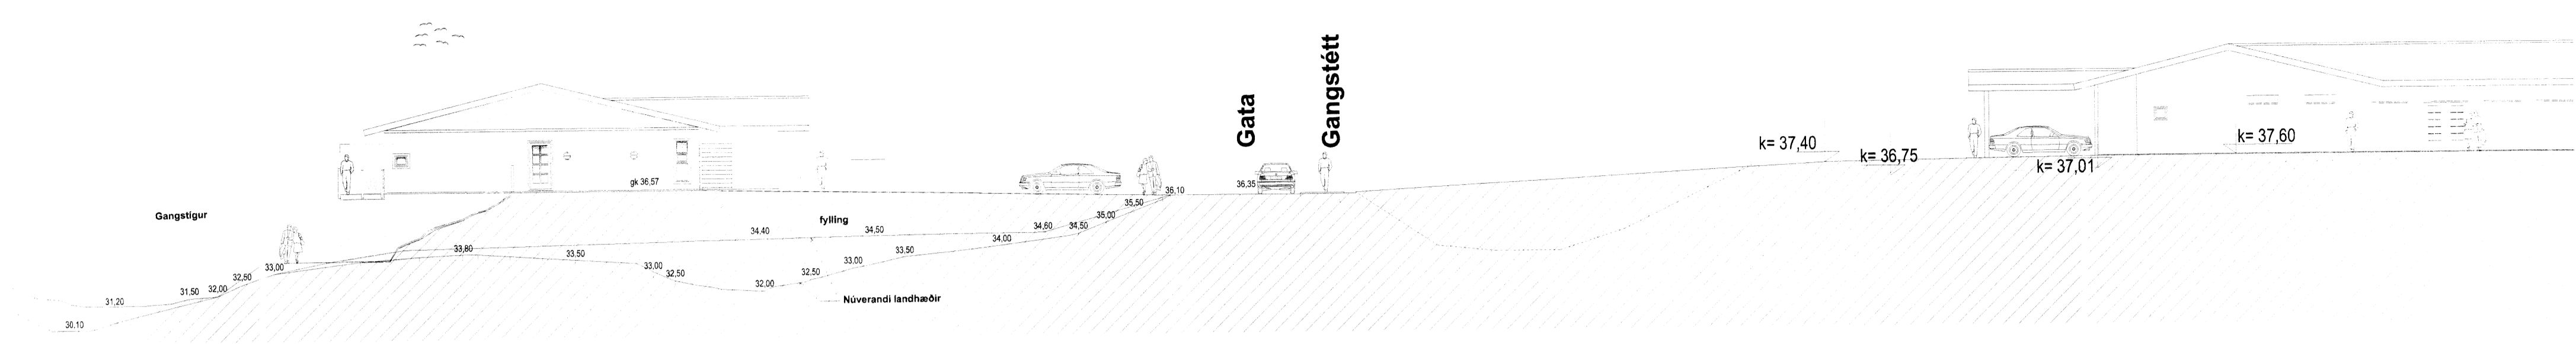 Gata
Gangstétt
k= 37,40
k= 36,75
k= 37,01
k= 37,60
gk 36,57
36,35
36,10
35,50
35,00
34,50
34,60
34,00
34,50
33,50
34.40
33,00
32,50
32,00
fylling
Gangstigur
33,80
33,50
33,00
32,50
33,00
32,50
32,00
31,50
31,20
30,10
Núverandi landhæðir